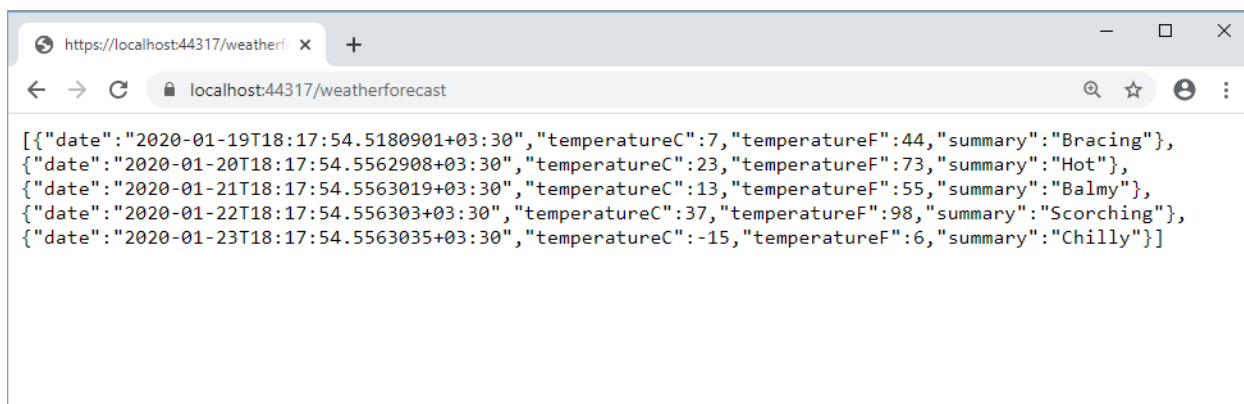 https://localhost:44317/weatherf
localhost:44317/weatherforecast
[{"date":"2020-01-19T18:17:54.5180901+03:30","temperatureC":7,"temperatureF":44,"summary":"Bracing"},
{"date":"2020-01-20T18:17:54.5562908+03:30","temperatureC":23,"temperatureF":73,"summary":"Hot"},
{"date":"2020-01-21T18:17:54.5563019+03:30","temperatureC":13,"temperatureF":55,"summary":"Balmy"},
{"date":"2020-01-22T18:17:54.556303+03:30","temperatureC":37,"temperatureF":98,"summary":"Scorching"},
{"date":"2020-01-23T18:17:54.5563035+03:30","temperatureC":-15,"temperatureF":6,"summary":"Chilly"}]